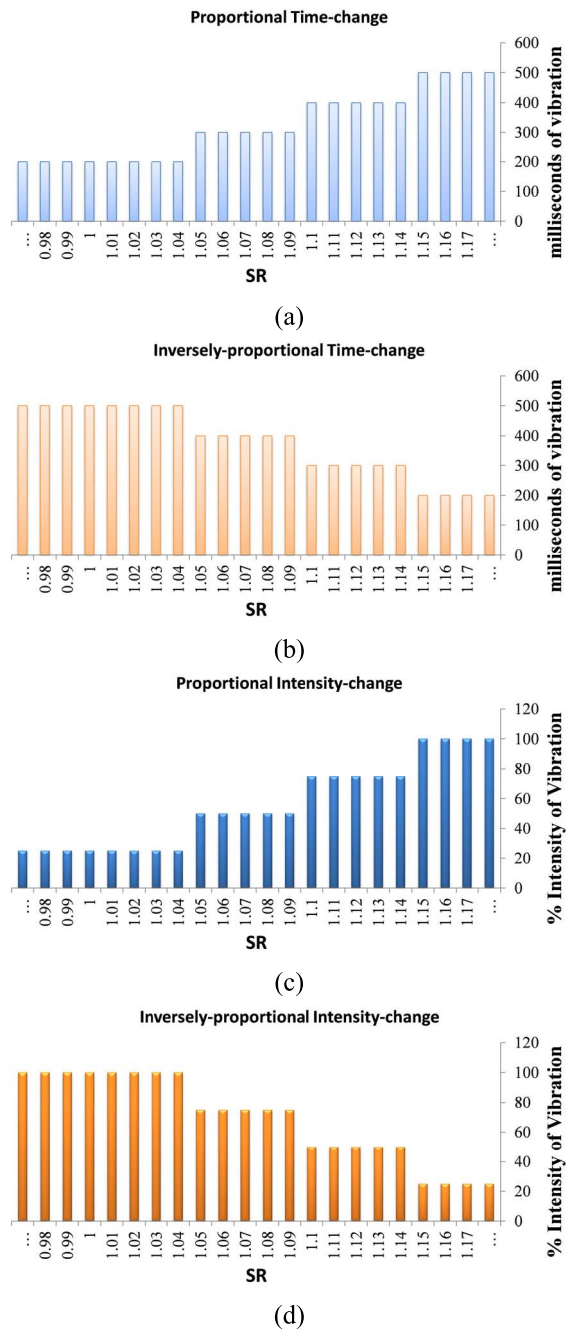 Proportional Time-change
600
500
400
300
200
100
0
milliseconds of vibration
... 0.98 0.99 1 1.01 1.02 1.03 1.04 1.05 1.06 1.07 1.08 1.09 1.1 1.11 1.12 1.13 1.14 1.15 1.16 1.17 ...
SR
(a)
Inversely-proportional Time-change
600
500
400
300
200
100
0
milliseconds of vibration
... 0.98 0.99 1 1.01 1.02 1.03 1.04 1.05 1.06 1.07 1.08 1.09 1.1 1.11 1.12 1.13 1.14 1.15 1.16 1.17 ...
SR
(b)
Proportional Intensity-change
120
100
80
60
40
20
0
% Intensity of Vibration
... 0.98 0.99 1 1.01 1.02 1.03 1.04 1.05 1.06 1.07 1.08 1.09 1.1 1.11 1.12 1.13 1.14 1.15 1.16 1.17 ...
SR
(c)
Inversely-proportional Intensity-change
120
100
80
60
40
20
0
% Intensity of Vibration
... 0.98 0.99 1 1.01 1.02 1.03 1.04 1.05 1.06 1.07 1.08 1.09 1.1 1.11 1.12 1.13 1.14 1.15 1.16 1.17 ...
SR
(d)